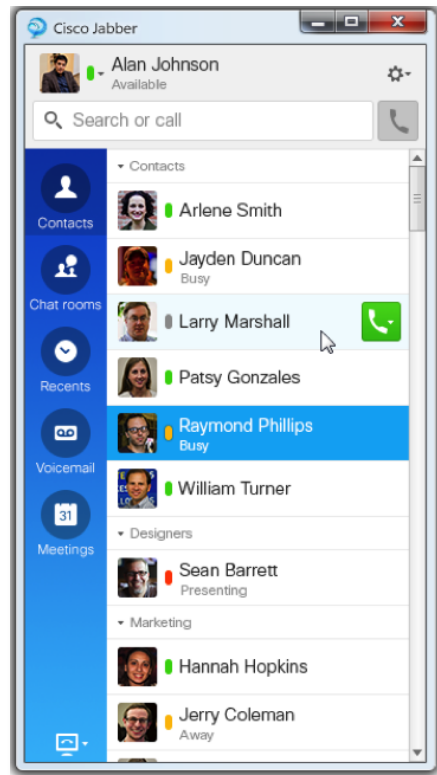 Cisco Jabber
Alan Johnson
Available
Search or call
Contacts
Contacts
Arlene Smith
Jayden Duncan
Busy
Chat rooms
Larry Marshall
Recents
Patsy Gonzales
Raymond Phillips
Busy
Voicemail
William Turner
31
Meetings
Designers
Sean Barrett
Presenting
Marketing
Hannah Hopkins
Jerry Coleman
Away